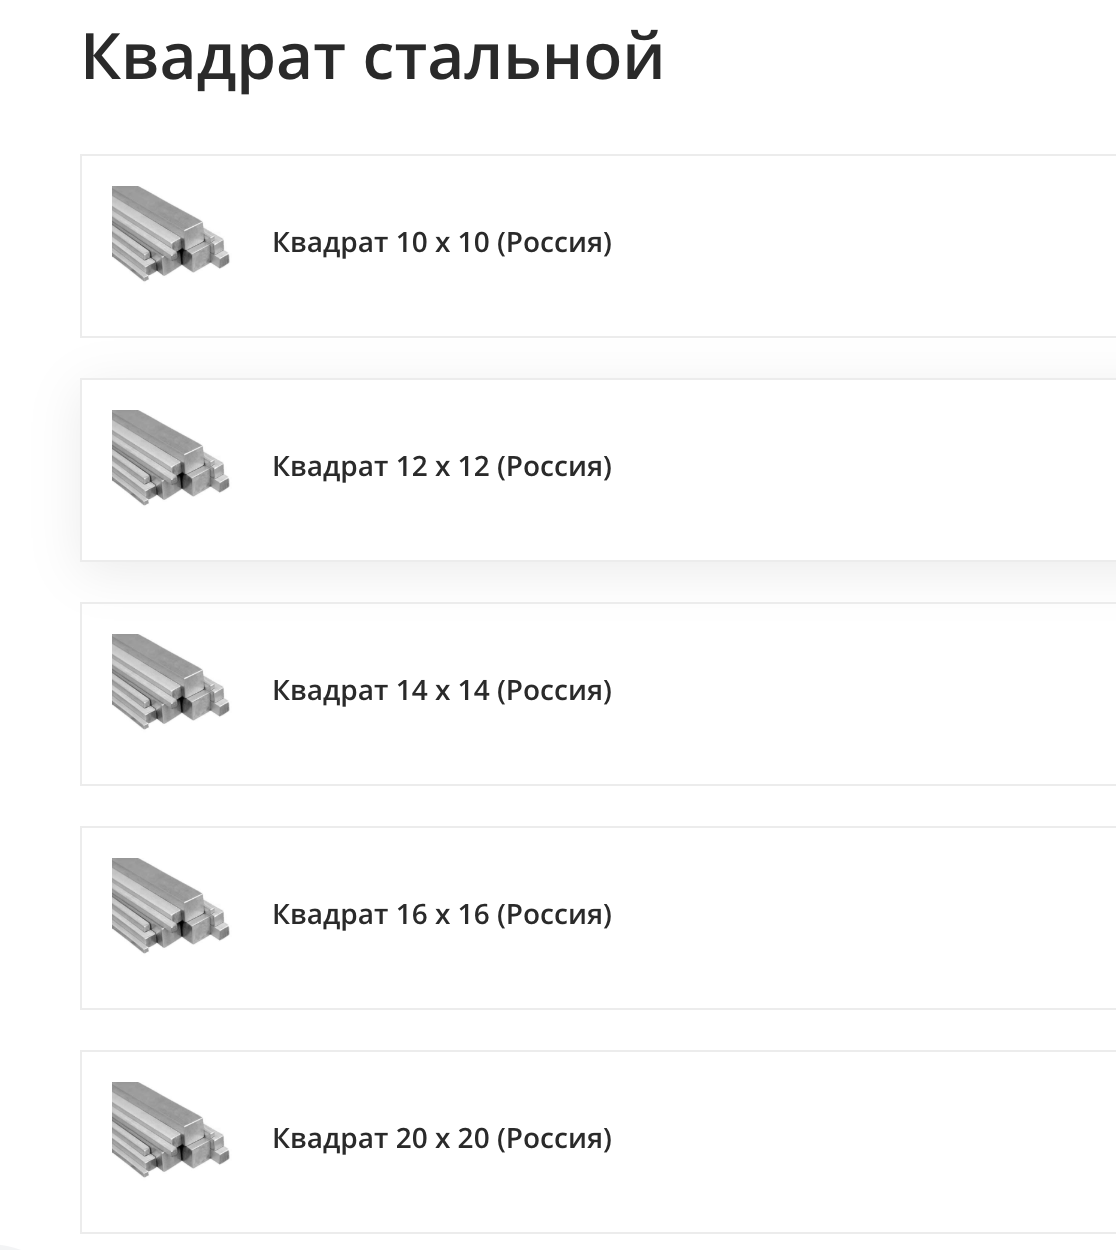 Квадрат стальной
Квадрат 10 х 10 (Россия)
Квадрат 12 х 12 (Россия)
Квадрат 14 х 14 (Россия)
Квадрат 16 х 16 (Россия)
Квадрат 20 х 20 (Россия)